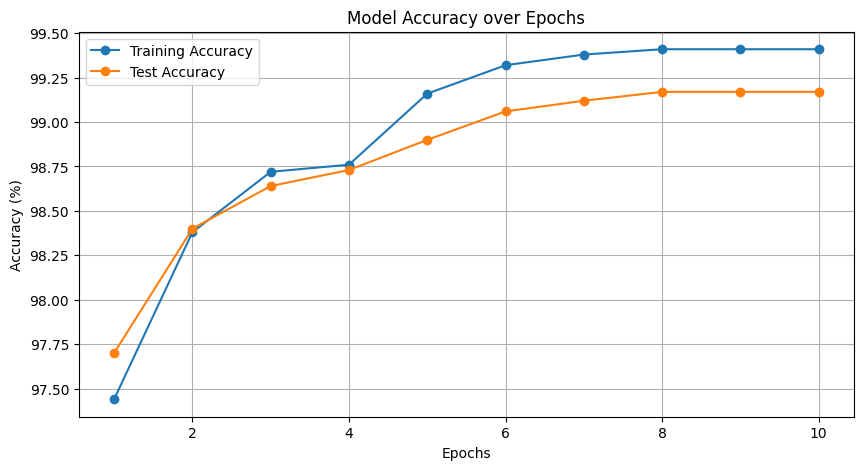 Model Accuracy over Epochs
Training Accuracy
Test Accuracy
Accuracy (%)
99.50
99.25
99.00
98.75
98.50
98.25
98.00
97.75
97.50
2 4 6 8 10
Epochs